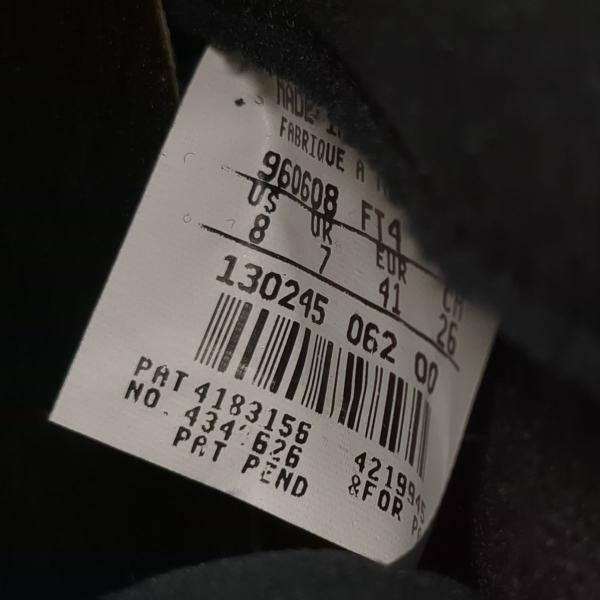 MADE
FABRIQUE A
960608 FT4
US UK EUR CM
8 7 41 26
130245 062 00
PAT 4183156 4219945
NO. 434 626 &FOR
PAT PEND